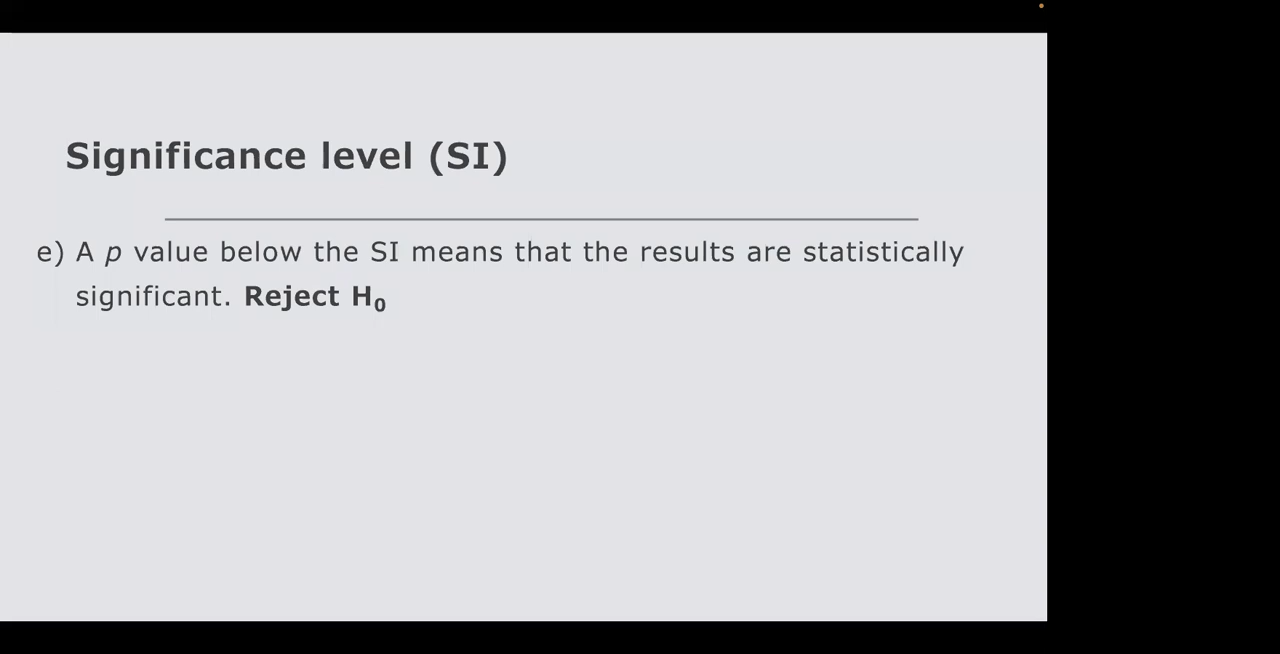 Significance level (SI)
e) A p value below the SI means that the results are statistically
significant. Reject H₀